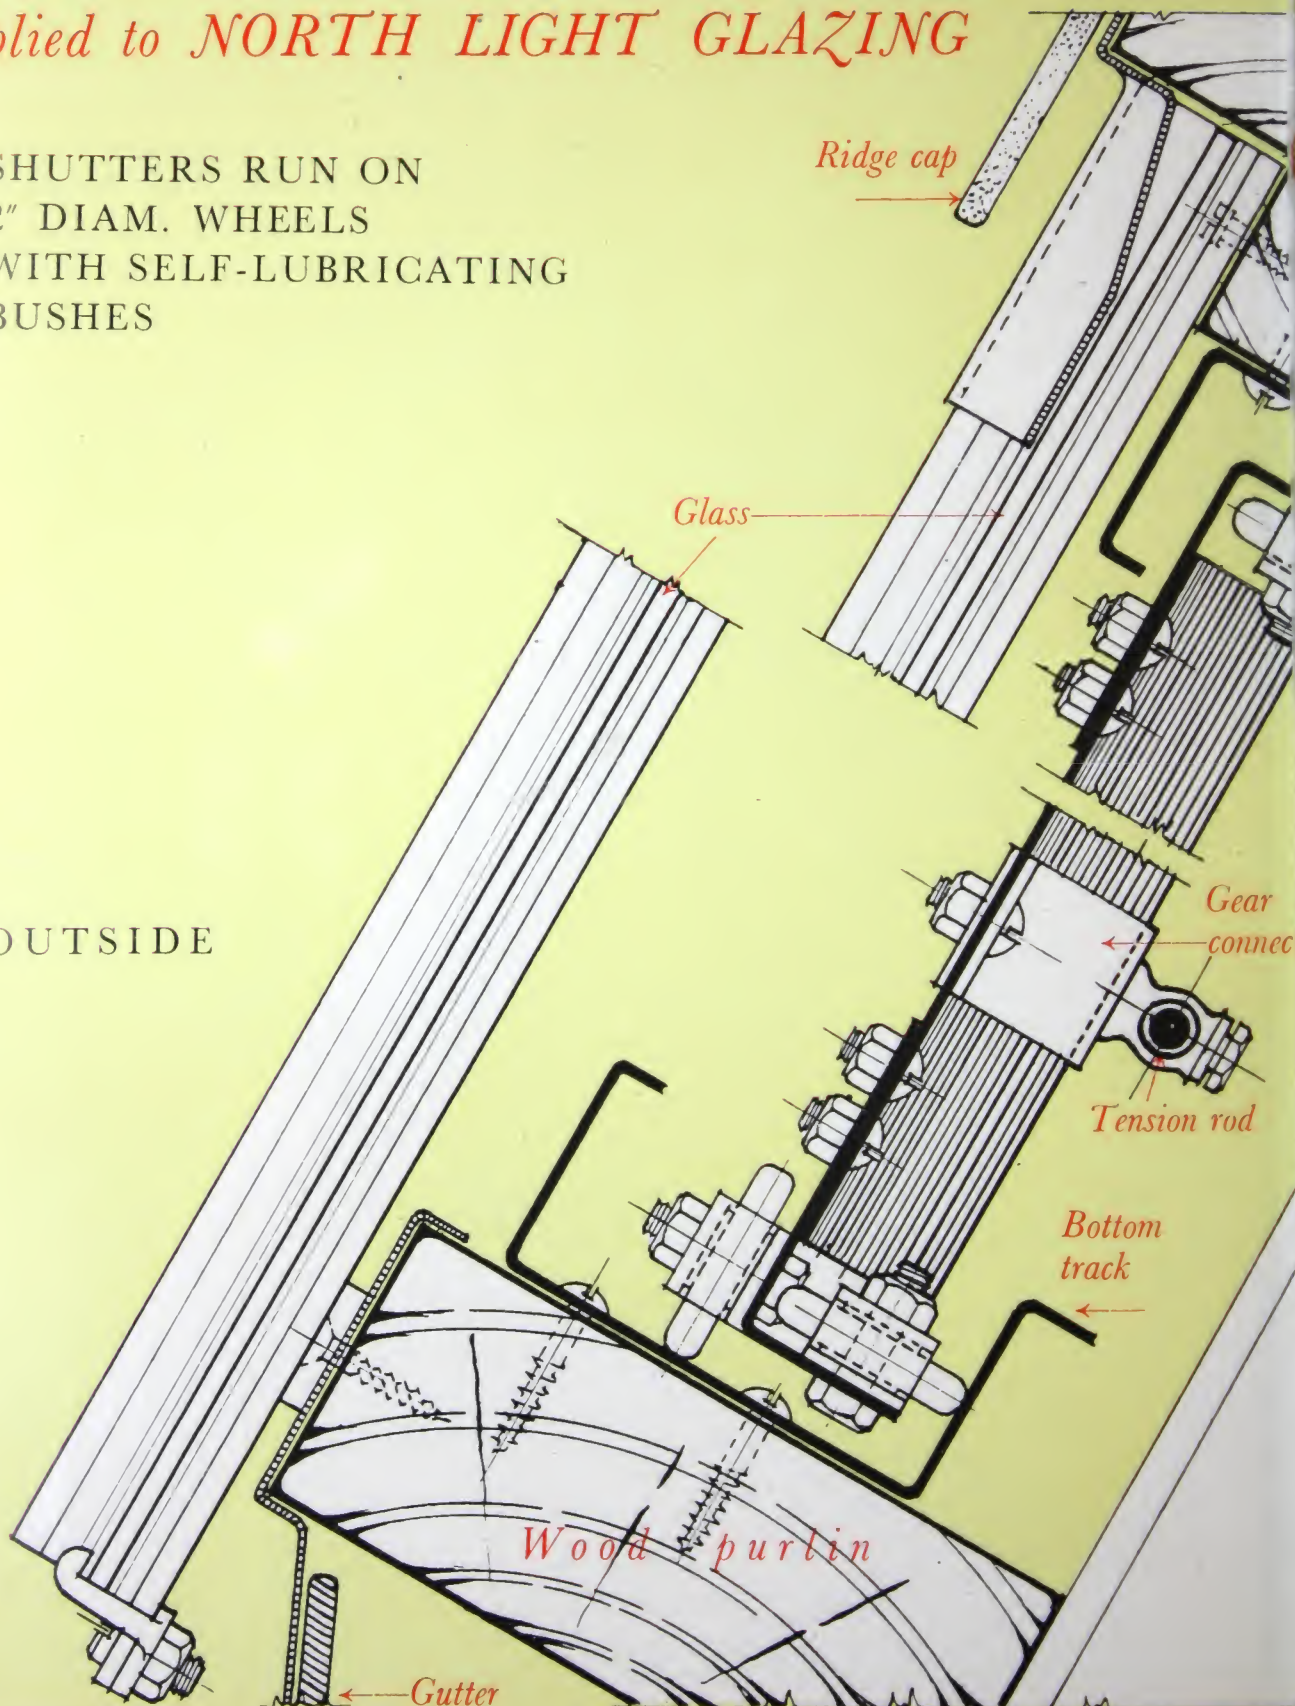 plied to NORTH LIGHT GLAZING
SHUTTERS RUN ON
2" DIAM. WHEELS
WITH SELF-LUBRICATING
BUSHES
Ridge cap
Glass
OUTSIDE
Gear
connec
Tension rod
Bottom
track
Wood purlin
Gutter